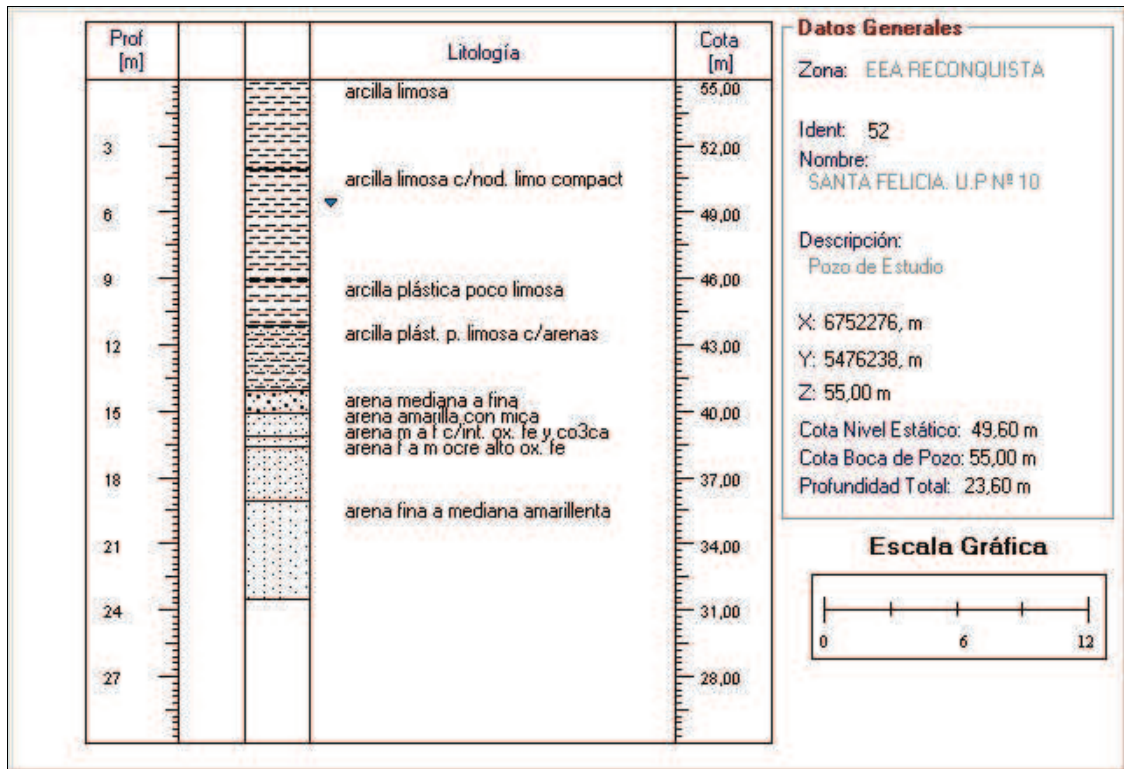 Prof
[m]
Litología
Cota
[m]
3
6
9
12
15
18
21
24
27
arcilla limosa
arcilla limosa c/nod. limo compact
arcilla plástica poco limosa
arcilla plást. p. limosa c/arenas
arena mediana a fina
arena amarilla con mica
arena m a f c/int. ox. fe y co3ca
arena f a m ocre alto ox. fe
arena fina a mediana amarillenta
55,00
52,00
49,00
46,00
43,00
40,00
37,00
34,00
31,00
28,00
Datos Generales
Zona: EEA RECONQUISTA
Ident: 52
Nombre:
SANTA FELICIA. U.P Nº 10
Descripción:
Pozo de Estudio
X: 6752276, m
Y: 5476238, m
Z: 55,00 m
Cota Nivel Estático: 49,60 m
Cota Boca de Pozo: 55,00 m
Profundidad Total: 23,60 m
Escala Gráfica
0 6 12